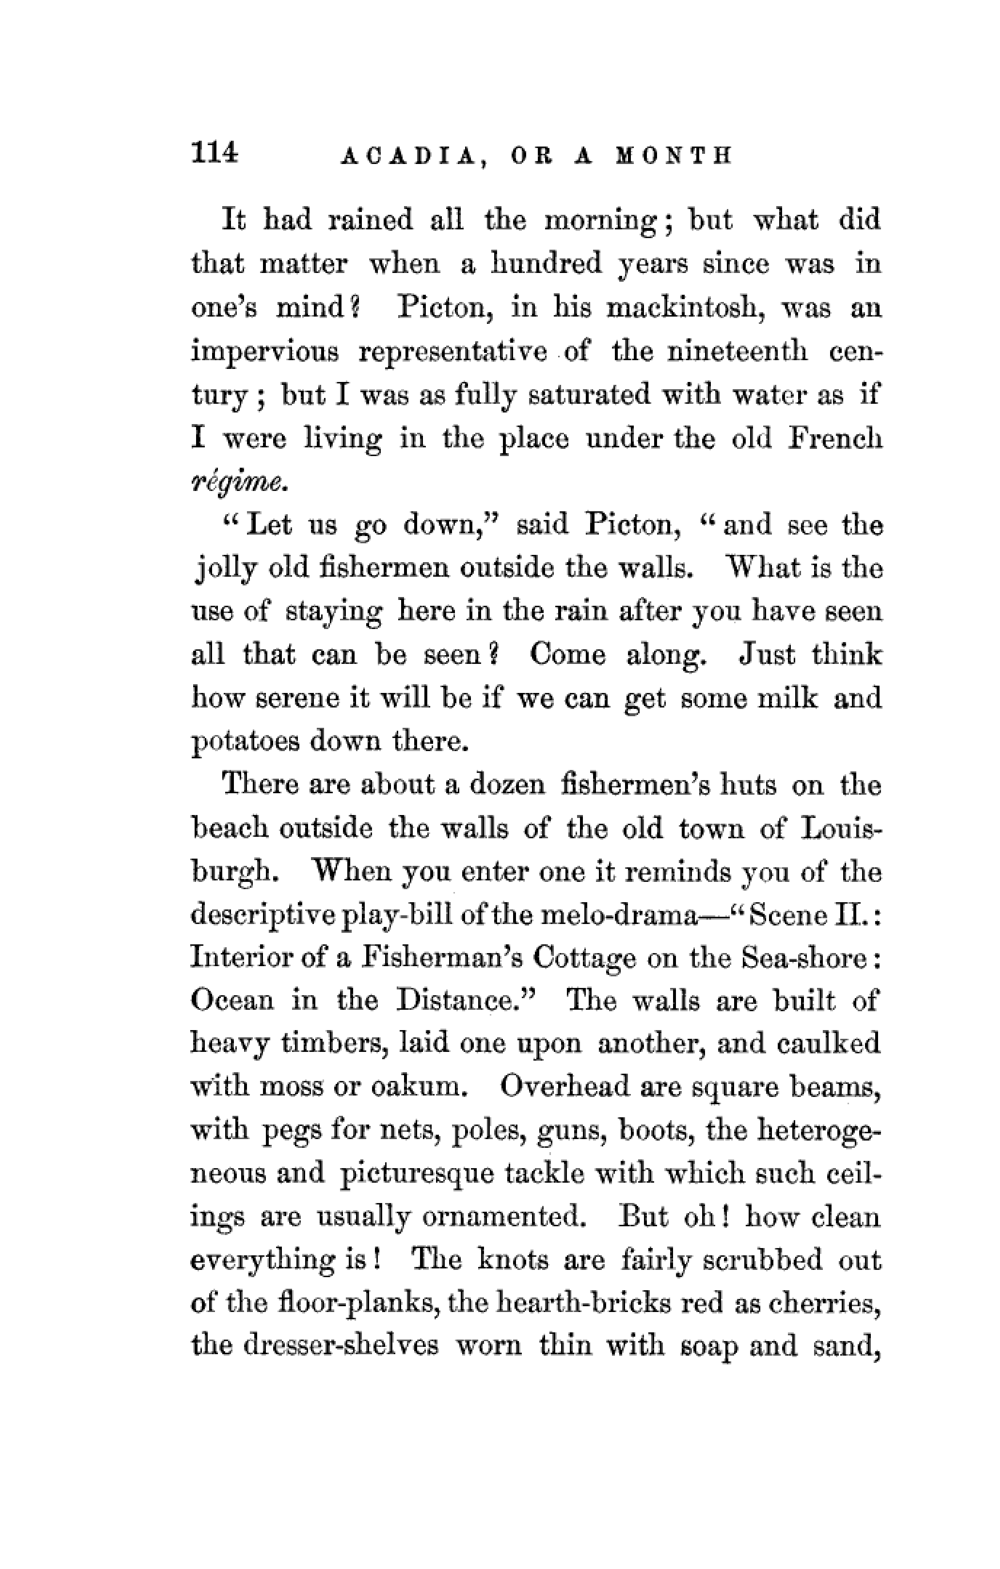 114 ACADIA, OR A MONTH
It had rained all the morning; but what did
that matter when a hundred years since was in
one's mind? Picton, in his mackintosh, was an
impervious representative of the nineteenth cen-
tury; but I was as fully saturated with water as if
I were living in the place under the old French
régime.
“Let us go down,” said Picton, “and see the
jolly old fishermen outside the walls. What is the
use of staying here in the rain after you have seen
all that can be seen? Come along. Just think
how serene it will be if we can get some milk and
potatoes down there.
There are about a dozen fishermen's huts on the
beach outside the walls of the old town of Louis-
burgh. When you enter one it reminds you of the
descriptive play-bill of the melo-drama—“Scene II.:
Interior of a Fisherman's Cottage on the Sea-shore:
Ocean in the Distance.” The walls are built of
heavy timbers, laid one upon another, and caulked
with moss or oakum. Overhead are square beams,
with pegs for nets, poles, guns, boots, the heteroge-
neous and picturesque tackle with which such ceil-
ings are usually ornamented. But oh! how clean
everything is! The knots are fairly scrubbed out
of the floor-planks, the hearth-bricks red as cherries,
the dresser-shelves worn thin with soap and sand,